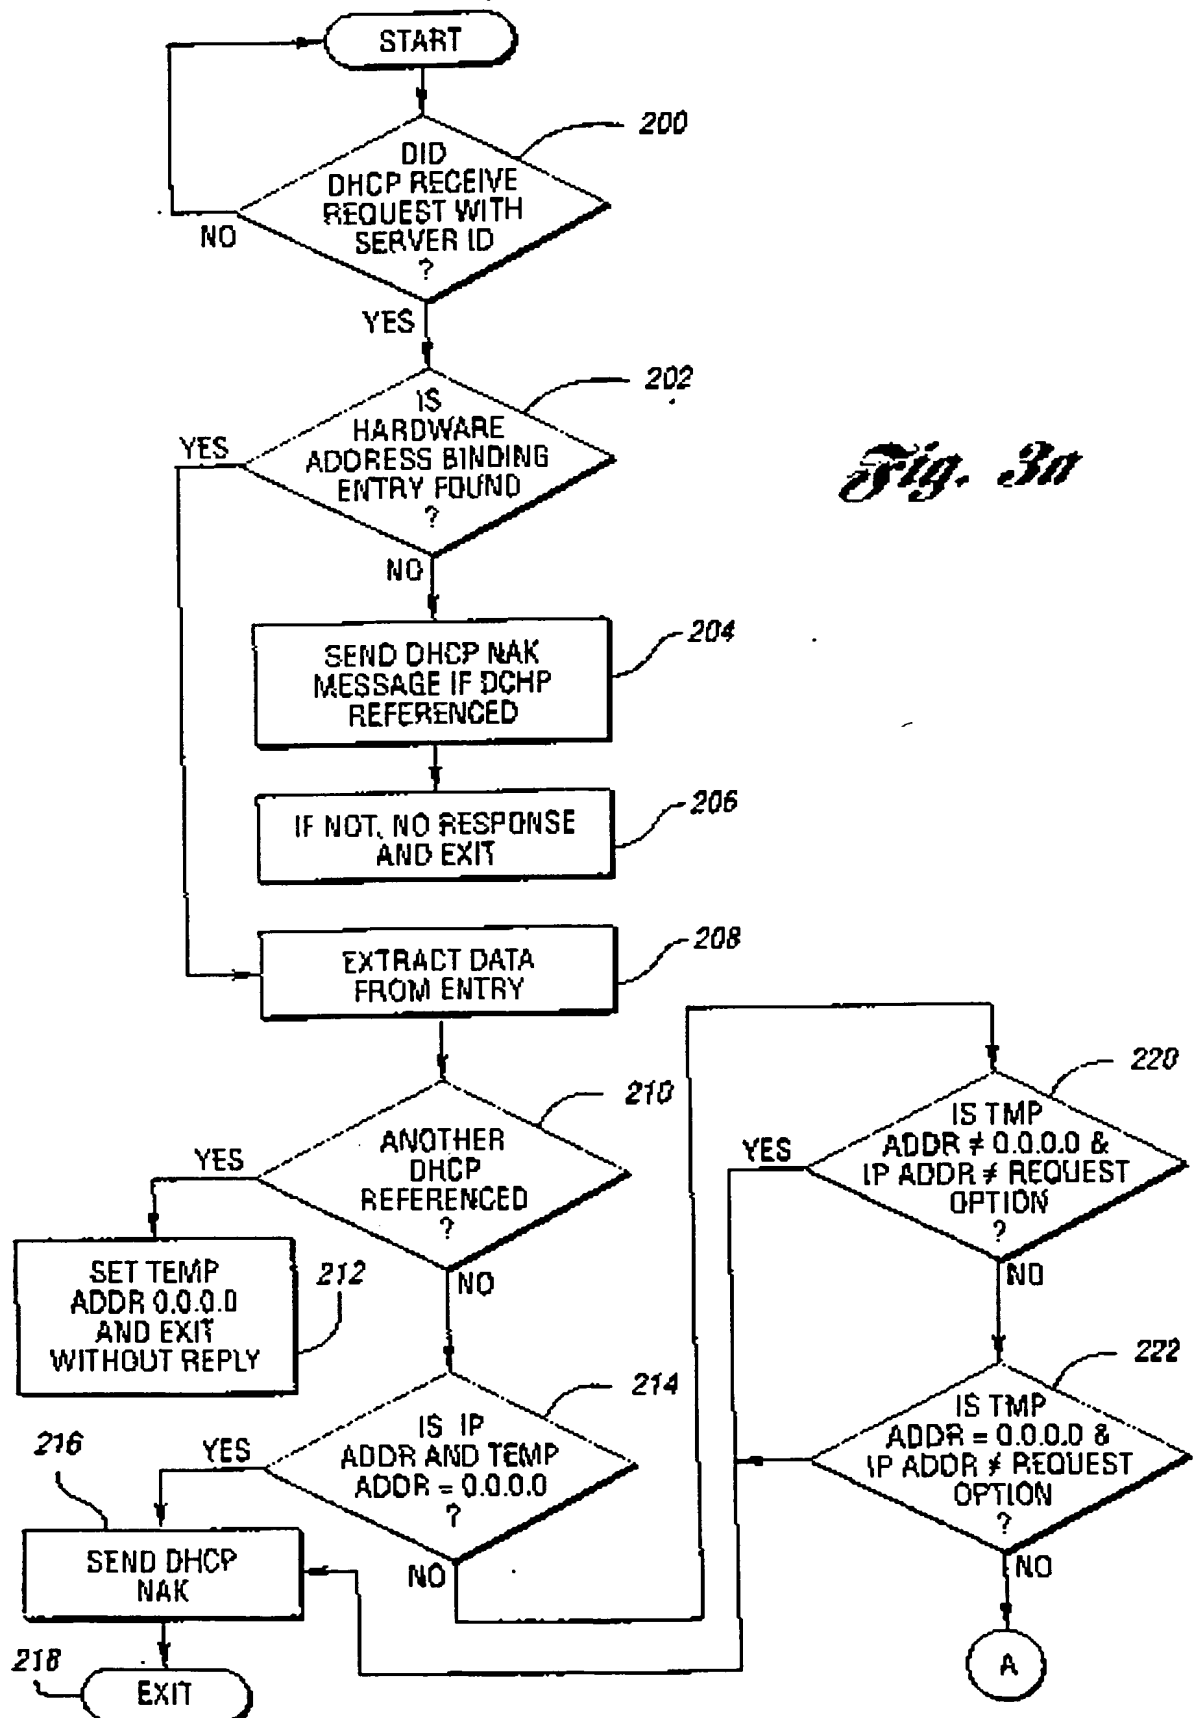 START
200
DID
DHCP RECEIVE
REQUEST WITH
SERVER ID
?
NO
YES
202
IS
HARDWARE
ADDRESS BINDING
ENTRY FOUND
?
YES
NO
Fig. 3a
204
SEND DHCP NAK
MESSAGE IF DCHP
REFERENCED
206
IF NOT, NO RESPONSE
AND EXIT
208
EXTRACT DATA
FROM ENTRY
210
ANOTHER
DHCP
REFERENCED
?
YES
NO
SET TEMP
ADDR 0.0.0.0
AND EXIT
WITHOUT REPLY
212
214
IS IP
ADDR AND TEMP
ADDR = 0.0.0.0
?
YES
NO
216
SEND DHCP
NAK
218
EXIT
220
IS TMP
ADDR ≠ 0.0.0.0 &
IP ADDR ≠ REQUEST
OPTION
?
YES
NO
222
IS TMP
ADDR = 0.0.0.0 &
IP ADDR ≠ REQUEST
OPTION
?
NO
A